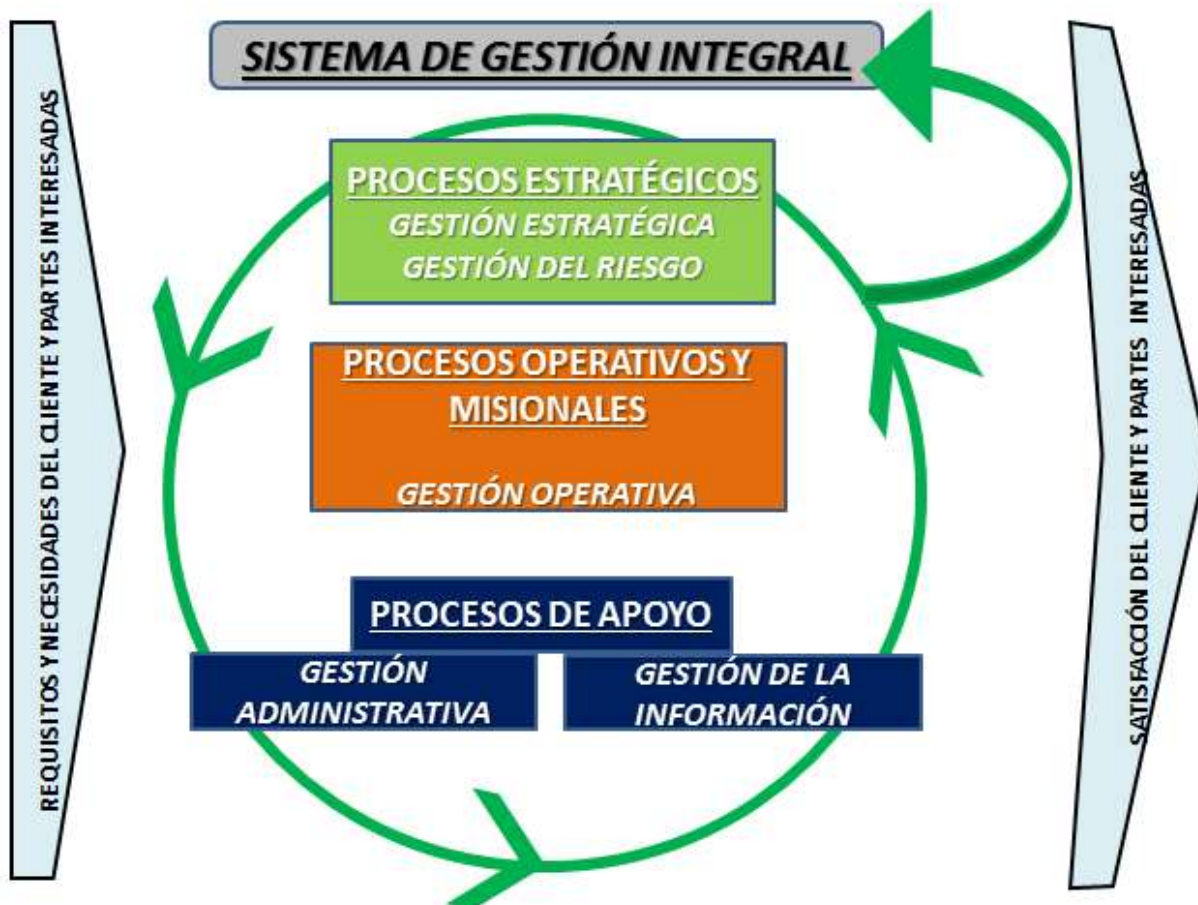 SISTEMA DE GESTIÓN INTEGRAL
REQUISITOS Y NECESIDADES DEL CLIENTE Y PARTES INTERESADAS
PROCESOS ESTRATÉGICOS
GESTIÓN ESTRATÉGICA
GESTIÓN DEL RIESGO
PROCESOS OPERATIVOS Y
MISIONALES
GESTIÓN OPERATIVA
PROCESOS DE APOYO
GESTIÓN
ADMINISTRATIVA
GESTIÓN DE LA
INFORMACIÓN
SATISFACCIÓN DEL CLIENTE Y PARTES INTERESADAS